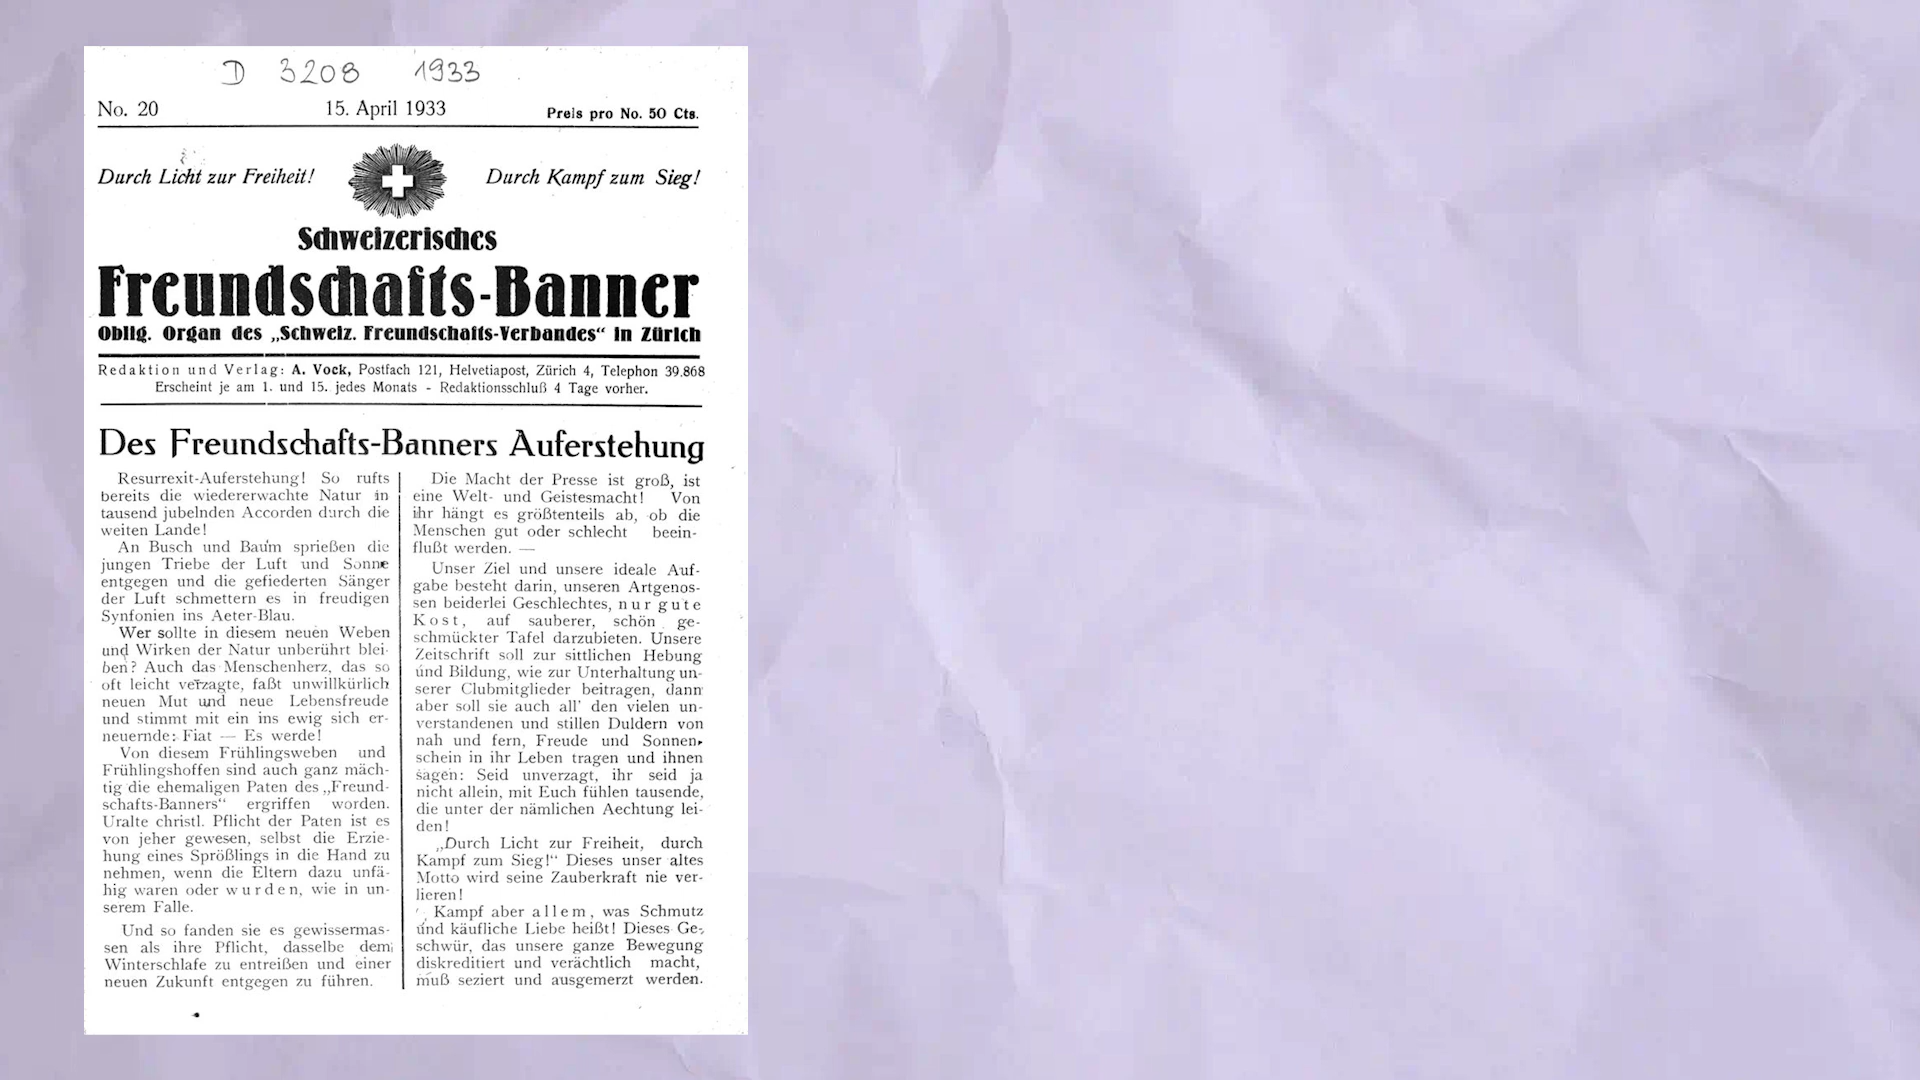 D 3208 1933
No. 20 15. April 1933 Preis pro No. 50 Cts.
Durch Licht zur Freiheit! Durch Kampf zum Sieg!
Schweizerisches
Freundschafts-Banner
Oblig. Organ des „Schweiz. Freundschafts-Verbandes“ in Zürich
Redaktion und Verlag: A. Vock, Postfach 121, Helvetiapost, Zürich 4, Telephon 39.868
Erscheint je am 1. und 15. jedes Monats - Redaktionsschluß 4 Tage vorher.
Des Freundschafts-Banners Auferstehung
Resurrexit-Auferstehung! So rufts
bereits die wiedererwachte Natur in
tausend jubelnden Accorden durch die
weiten Lande!
An Busch und Baum sprießen die
jungen Triebe der Luft und Sonne
entgegen und die gefiederten Sänger
der Luft schmettern es in freudigen
Synfonien ins Aeter-Blau.
Wer sollte in diesem neuen Weben
und Wirken der Natur unberührt blei-
ben? Auch das Menschenherz, das so
oft leicht verzagte, faßt unwillkürlich
neuen Mut und neue Lebensfreude
und stimmt mit ein ins ewig sich er-
neuernde: Fiat — Es werde!
Von diesem Frühlingsweben und
Frühlingshoffen sind auch ganz mäch-
tig die ehemaligen Paten des „Freund-
schafts-Banners“ ergriffen worden.
Uralte christl. Pflicht der Paten ist es
von jeher gewesen, selbst die Erzie-
hung eines Sprößlings in die Hand zu
nehmen, wenn die Eltern dazu unfä-
hig waren oder wurden, wie in un-
serem Falle.
Und so fanden sie es gewissermas-
sen als ihre Pflicht, dasselbe dem
Winterschlafe zu entreißen und einer
neuen Zukunft entgegen zu führen.
Die Macht der Presse ist groß, ist
eine Welt- und Geistesmacht! Von
ihr hängt es größtenteils ab, ob die
Menschen gut oder schlecht beein-
flußt werden. —
Unser Ziel und unsere ideale Auf-
gabe besteht darin, unseren Artgenos-
sen beiderlei Geschlechtes, nur gute
Kost, auf sauberer, schön ge-
schmückter Tafel darzubieten. Unsere
Zeitschrift soll zur sittlichen Hebung
und Bildung, wie zur Unterhaltung un-
serer Clubmitglieder beitragen, dann
aber soll sie auch all' den vielen un-
verstandenen und stillen Duldern von
nah und fern, Freude und Sonnen-
schein in ihr Leben tragen und ihnen
sagen: Seid unverzagt, ihr seid ja
nicht allein, mit Euch fühlen tausende,
die unter der nämlichen Aechtung lei-
den!
„Durch Licht zur Freiheit, durch
Kampf zum Sieg!“ Dieses unser altes
Motto wird seine Zauberkraft nie ver-
lieren!
Kampf aber allem, was Schmutz
und käufliche Liebe heißt! Dieses Ge-
schwür, das unsere ganze Bewegung
diskreditiert und verächtlich macht,
muß seziert und ausgemerzt werden.